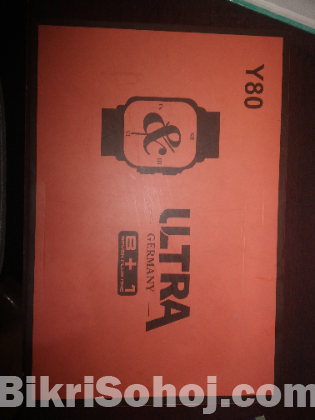 Y80
&
ULTRA
GERMANY
8+1
BikriSohoj.com